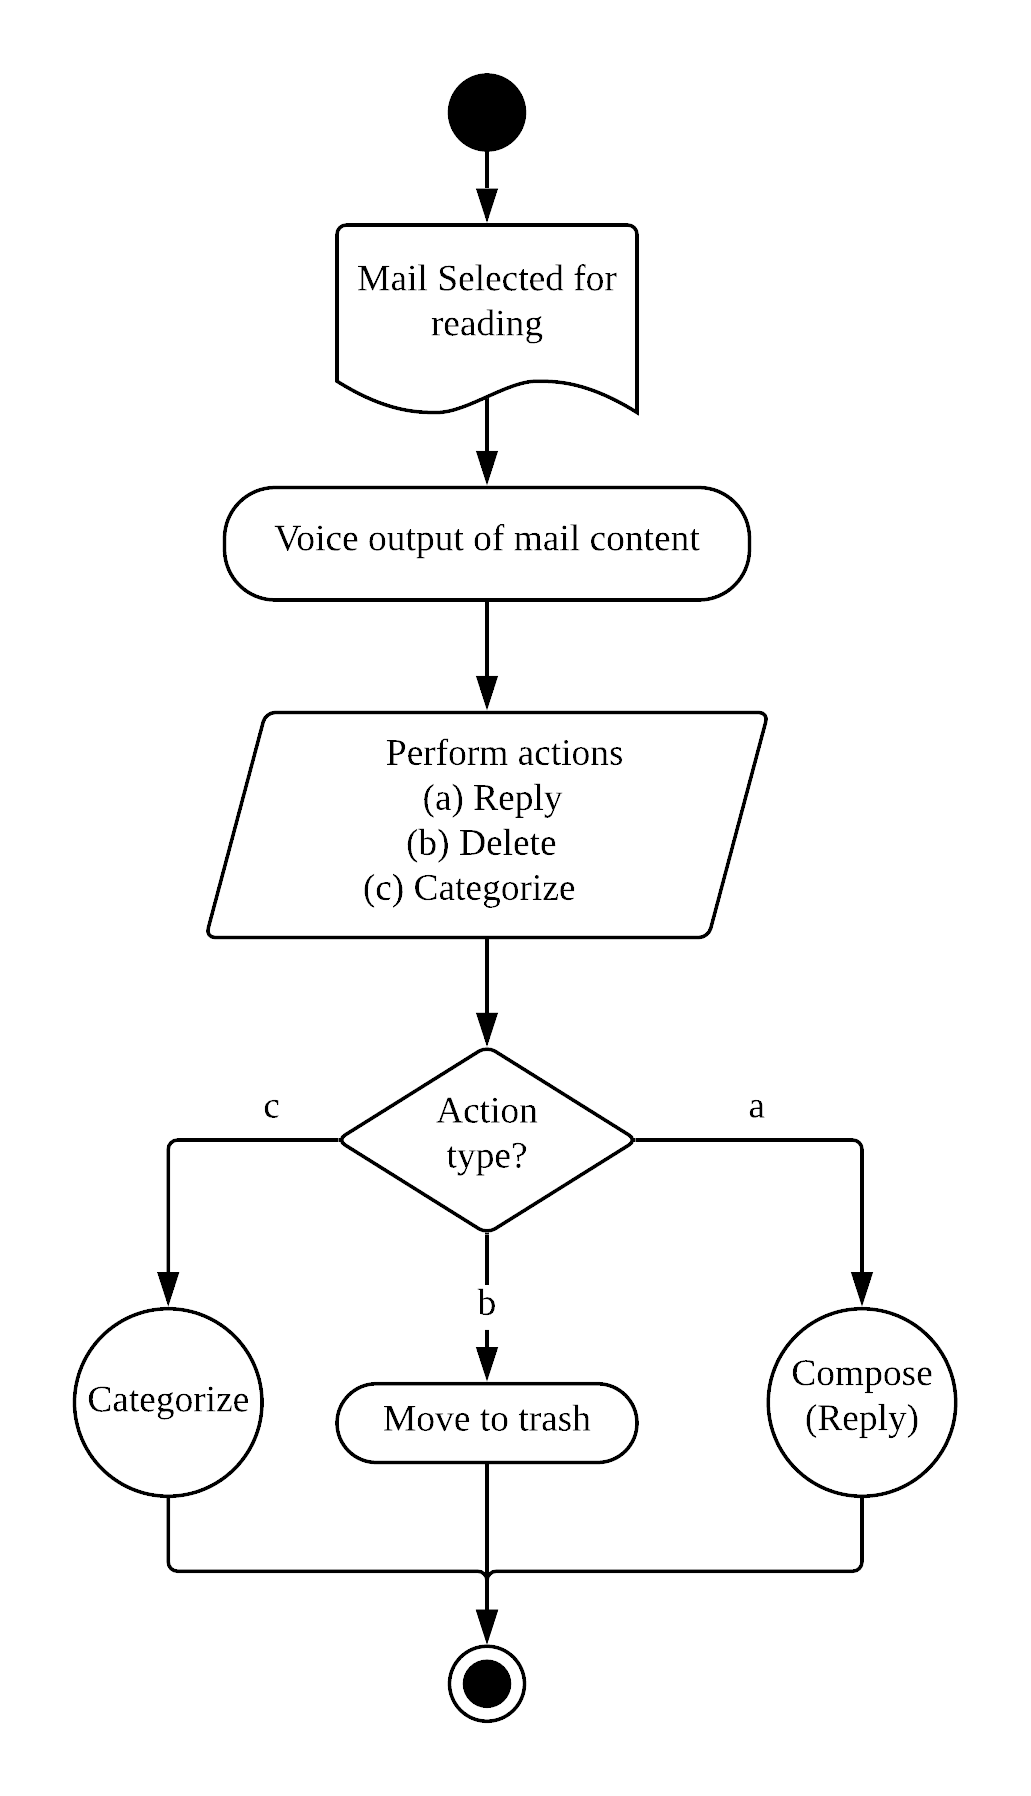 Mail Selected for
reading
Voice output of mail content
Perform actions
(a) Reply
(b) Delete
(c) Categorize
Action
type?
c
a
b
Categorize
Move to trash
Compose
(Reply)